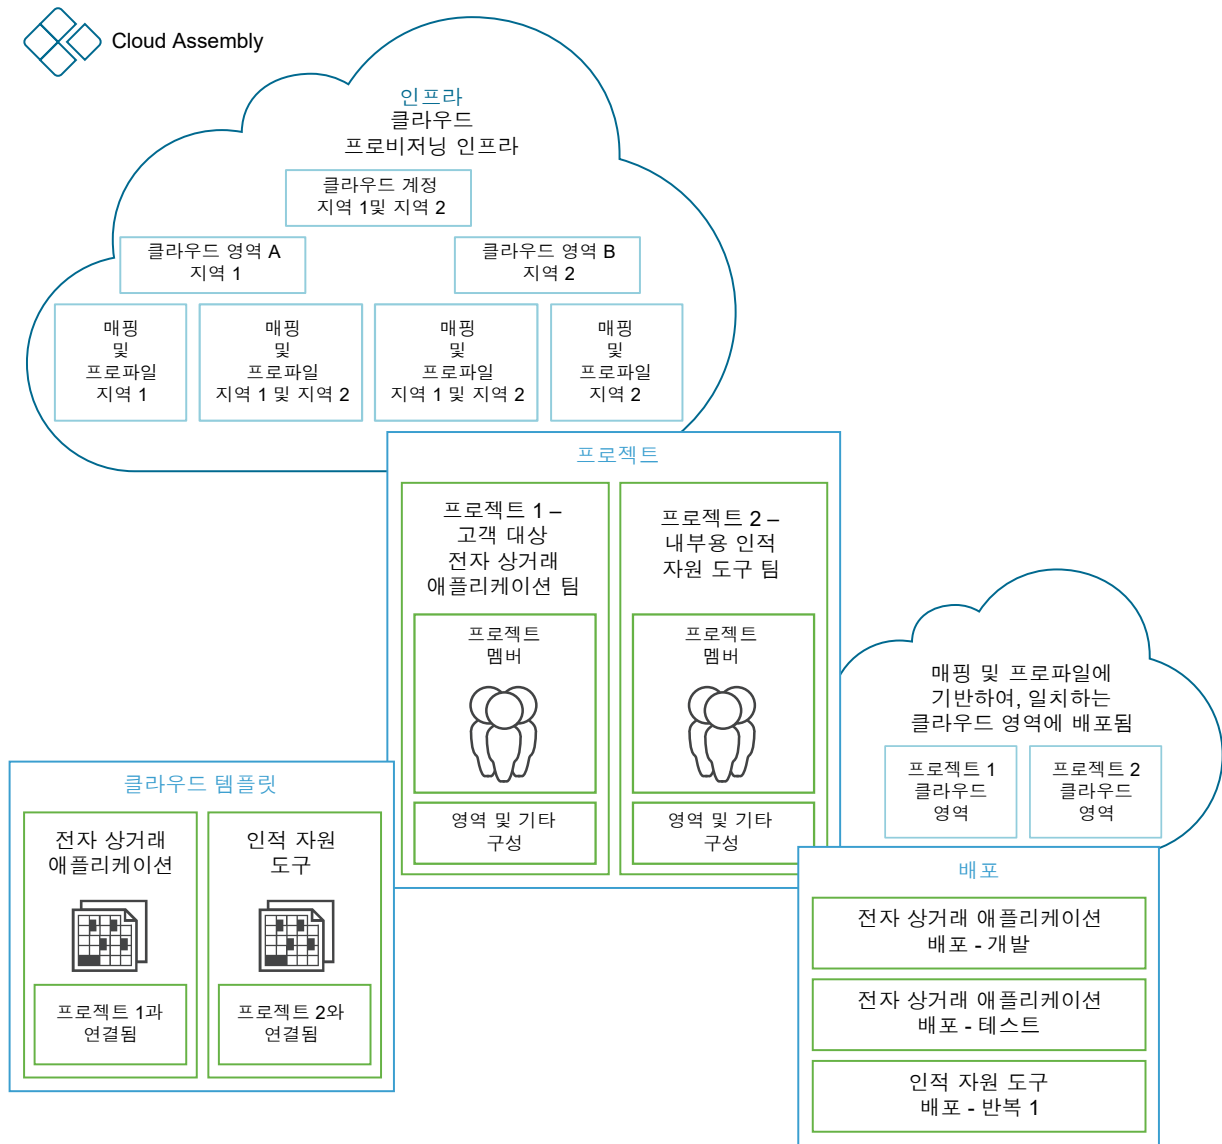 Cloud Assembly
인프라
클라우드
프로비저닝 인프라
클라우드 계정
지역 1및 지역 2
클라우드 영역 A
지역 1
클라우드 영역 B
지역 2
매핑
및
프로파일
지역 1
매핑
및
프로파일
지역 1 및 지역 2
매핑
및
프로파일
지역 1 및 지역 2
매핑
및
프로파일
지역 2
프로젝트
프로젝트 1 –
고객 대상
전자 상거래
애플리케이션 팀
프로젝트
멤버
영역 및 기타
구성
프로젝트 2 –
내부용 인적
자원 도구 팀
프로젝트
멤버
영역 및 기타
구성
클라우드 템플릿
전자 상거래
애플리케이션
프로젝트 1과
연결됨
인적 자원
도구
프로젝트 2와
연결됨
매핑 및 프로파일에
기반하여, 일치하는
클라우드 영역에 배포됨
프로젝트 1
클라우드
영역
프로젝트 2
클라우드
영역
배포
전자 상거래 애플리케이션
배포 - 개발
전자 상거래 애플리케이션
배포 - 테스트
인적 자원 도구
배포 - 반복 1